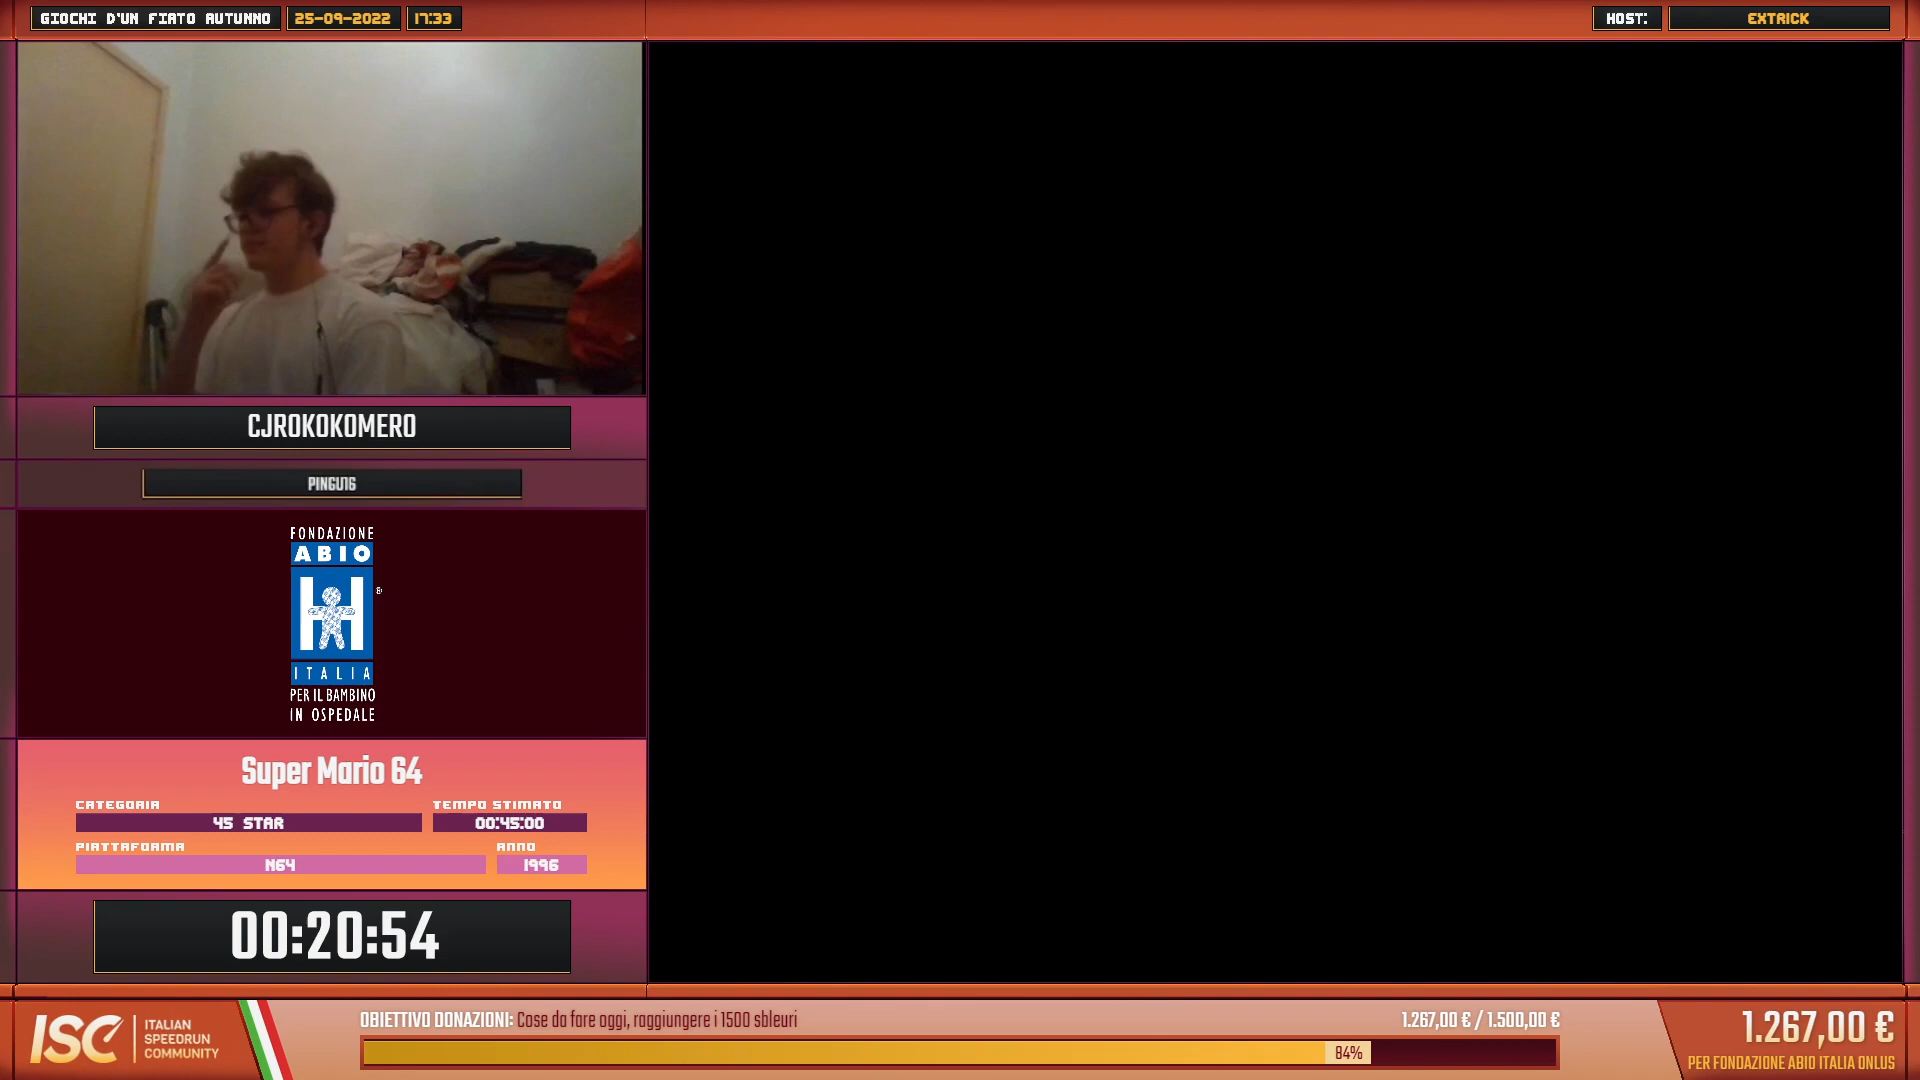 GIOCHI D'UN FIATO AUTUNNO 25-09-2022 17:33
HOST: EXTRICK
CJROKOKOMERO
PINGU16
FONDAZIONE
ABIO
®
ITALIA
PER IL BAMBINO
IN OSPEDALE
Super Mario 64
CATEGORIA TEMPO STIMATO
45 STAR 00:45:00
PIATTAFORMA ANNO
N64 1996
00:20:54
ISC ITALIAN
SPEEDRUN
COMMUNITY
OBIETTIVO DONAZIONI: Cose da fare oggi, raggiungere i 1500 sbleuri 1.267,00 € / 1.500,00 €
84%
1.267,00 €
PER FONDAZIONE ABIO ITALIA ONLUS